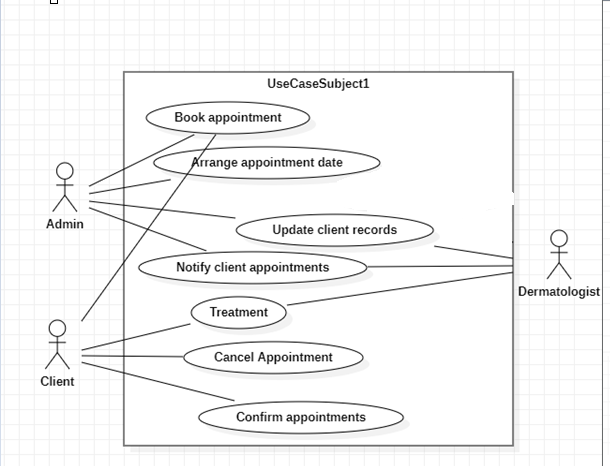 UseCaseSubject1
Book appointment
Arrange appointment date
Admin
Update client records
Notify client appointments
Dermatologist
Treatment
Cancel Appointment
Client
Confirm appointments